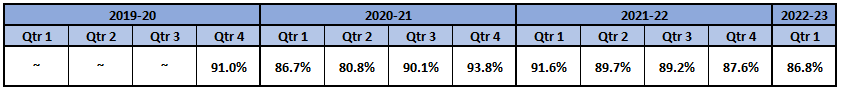 2019-20 2020-21 2021-22 2022-23
Qtr 1 Qtr 2 Qtr 3 Qtr 4 Qtr 1 Qtr 2 Qtr 3 Qtr 4 Qtr 1 Qtr 2 Qtr 3 Qtr 4 Qtr 1
~ ~ ~ 91.0% 86.7% 80.8% 90.1% 93.8% 91.6% 89.7% 89.2% 87.6% 86.8%